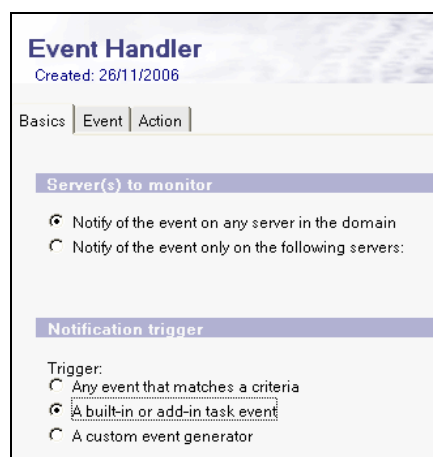 Event Handler
Created: 26/11/2006
Basics Event Action
Server(s) to monitor
Notify of the event on any server in the domain
Notify of the event only on the following servers:
Notification trigger
Trigger:
Any event that matches a criteria
A built-in or add-in task event
A custom event generator